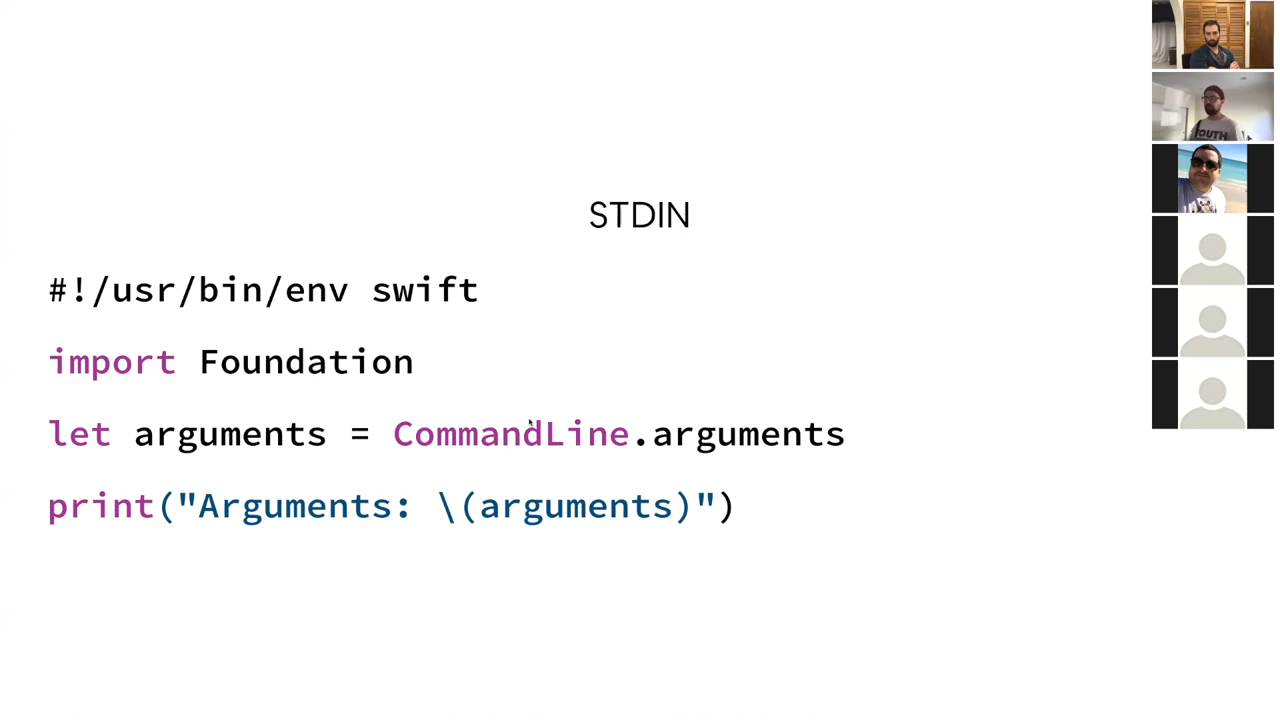 STDIN
#!/usr/bin/env swift
import Foundation
let arguments = CommandLine.arguments
print("Arguments: \(arguments)")